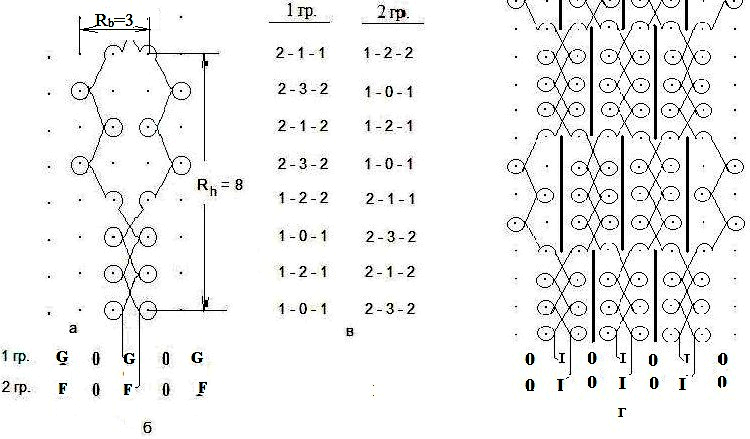 Rb=3
1 гр. 2 гр.
2-1-1 1-2-2
2-3-2 1-0-1
2-1-2 1-2-1
2-3-2 1-0-1
Rh = 8
1-2-2 2-1-1
1-0-1 2-3-2
1-2-1 2-1-2
1-0-1 2-3-2
а
в
1 гр. G 0 G 0 G
2 гр. F 0 F 0 F
б
0 I 0 I 0 I 0
0 I 0 I 0 I 0
г